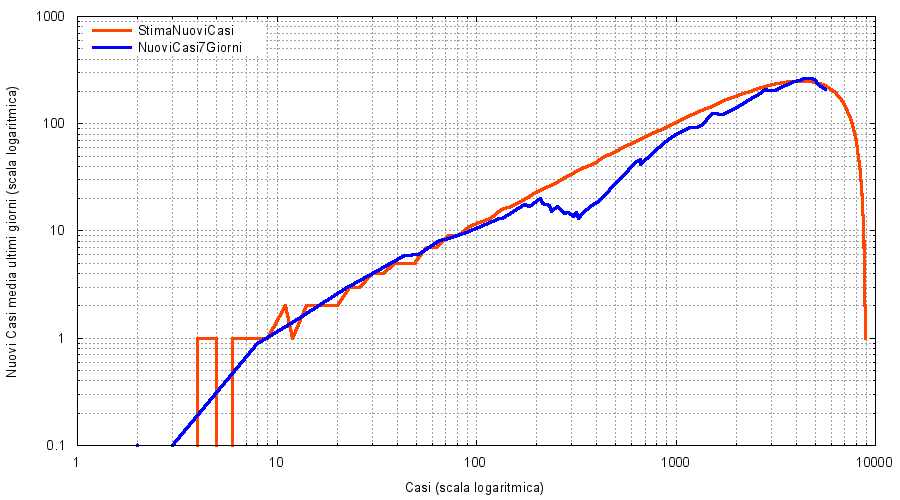 1000
StimaNuoviCasi
NuoviCasi7Giorni
100
10
1
0.1
Nuovi Casi media ultimi giorni (scala logaritmica)
1 10 100 1000 10000
Casi (scala logaritmica)